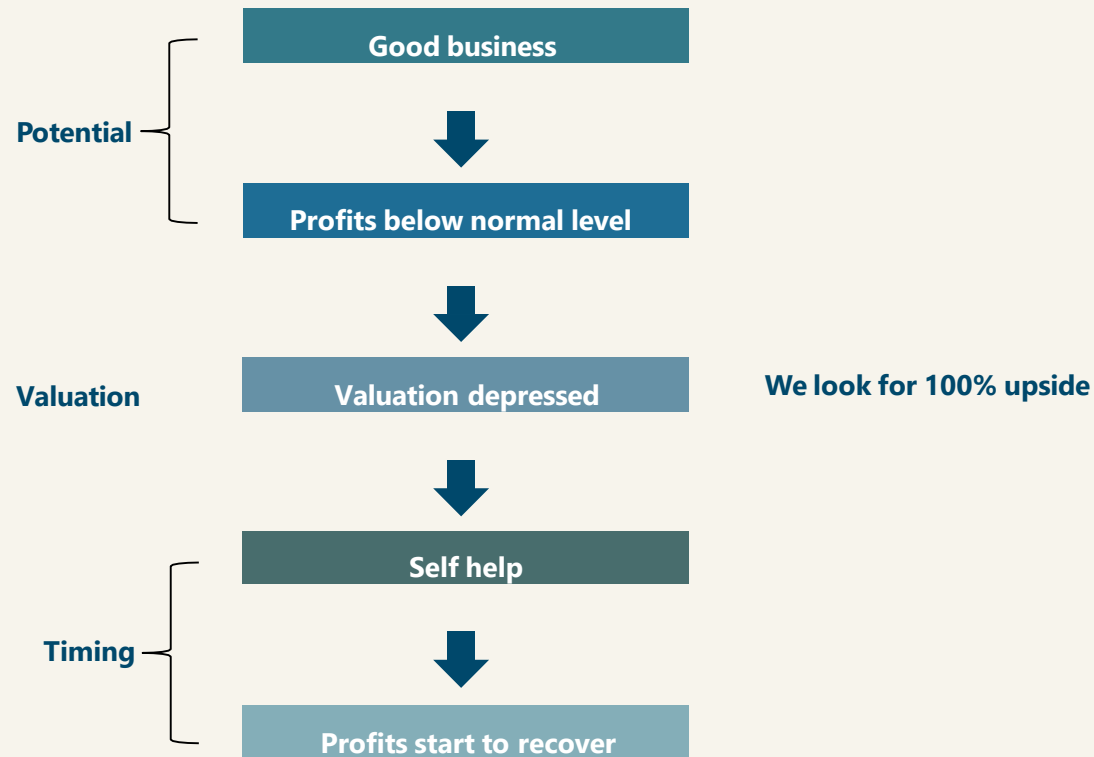 Good business
Potential
Profits below normal level
Valuation
Valuation depressed
We look for 100% upside
Self help
Timing
Profits start to recover